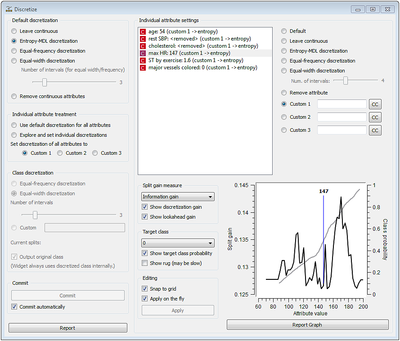 Discretize
Default discretization
Leave continuous
Entropy-MDL discretization
Equal-frequency discretization
Equal-width discretization
Number of intervals (for equal width/frequency)
3
Remove continuous attributes
Individual attribute treatment
Use default discretization for all attributes
Explore and set individual discretizations
Set discretization of all attributes to
Custom 1
Custom 2
Custom 3
Class discretization
Equal-frequency discretization
Equal-width discretization
Number of intervals
3
Custom
Current splits:
Output original class
(Widget always uses discretized class internally.)
Commit
Commit
Commit automatically
Report
Individual attribute settings
C age: 54 (custom 1 ->entropy)
C rest SBP: <removed> (custom 1 ->entropy)
C cholesterol: <removed> (custom 1 ->entropy)
C max HR: 147 (custom 1 ->entropy)
C ST by exercise: 1.6 (custom 1 ->entropy)
C major vessels colored: 0 (custom 1 ->entropy)
Default
Leave continuous
Entropy-MDL discretization
Equal-frequency discretization
Equal-width discretization
Num. of intervals:
4
Remove attribute
Custom 1
CC
Custom 2
CC
Custom 3
CC
Split gain measure
Information gain
Show discretization gain
Show lookahead gain
Target class
0
Show target class probability
Show rug (may be slow)
Editing
Snap to grid
Apply on the fly
Apply
147
Split gain
0.145
0.14
0.135
0.13
0.125
60 80 100 120 140 160 180 200
Attribute value
1
0.8
0.6
0.4
0.2
0
Class probability
Report Graph